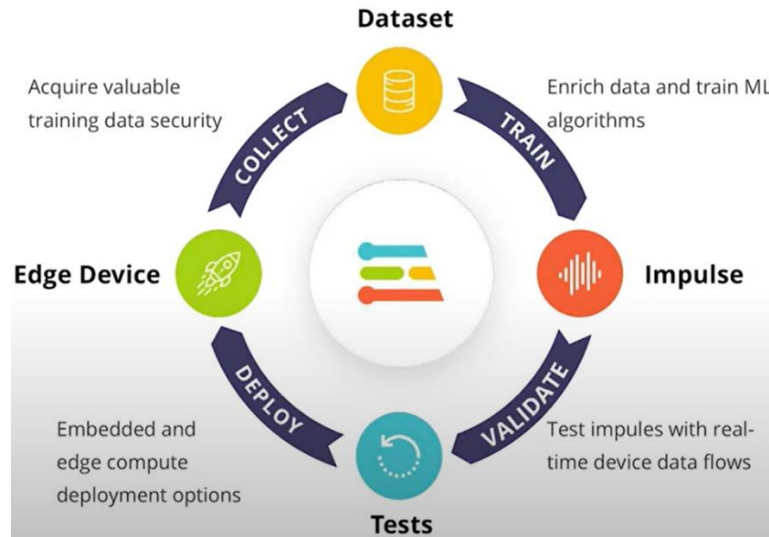 Dataset
Acquire valuable
training data security
Enrich data and train ML
algorithms
COLLECT
TRAIN
Edge Device
Impulse
DEPLOY
VALIDATE
Embedded and
edge compute
deployment options
Test impules with real-
time device data flows
Tests